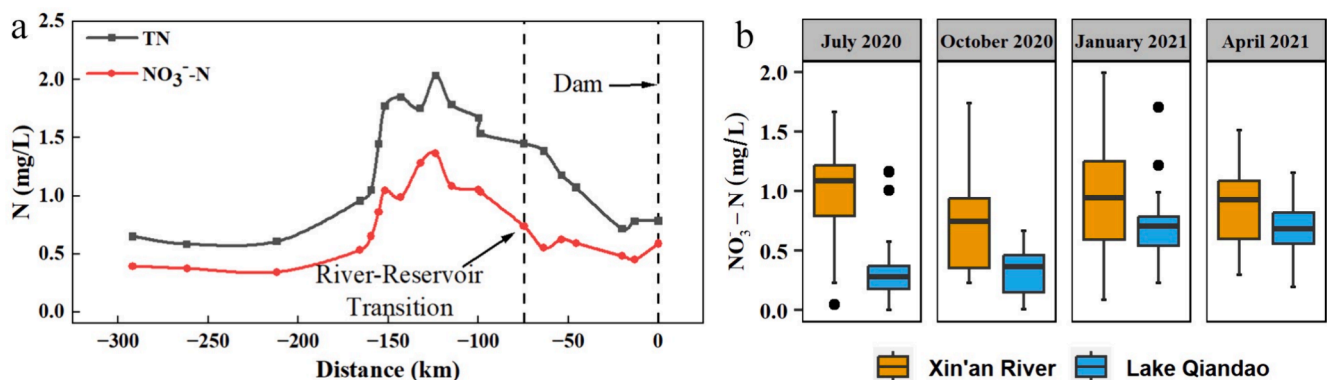 a
2.5
2.0
1.5
1.0
0.5
0.0
N (mg/L)
TN
NO₃⁻-N
Dam
River-Reservoir
Transition
−300 −250 −200 −150 −100 −50 0
Distance (km)
b
July 2020 October 2020 January 2021 April 2021
2.0
1.5
1.0
0.5
0.0
NO₃⁻ – N (mg/L)
Xin'an River Lake Qiandao